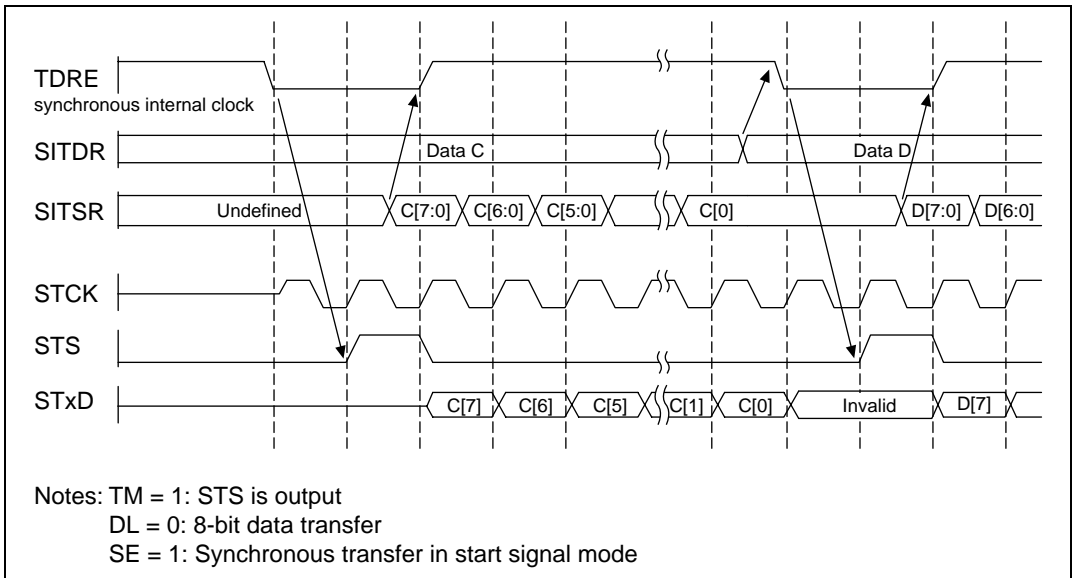 TDRE
synchronous internal clock
SITDR Data C Data D
SITSR Undefined C[7:0] C[6:0] C[5:0] C[0] D[7:0] D[6:0]
STCK
STS
STxD C[7] C[6] C[5] C[1] C[0] Invalid D[7]
Notes: TM = 1: STS is output
DL = 0: 8-bit data transfer
SE = 1: Synchronous transfer in start signal mode